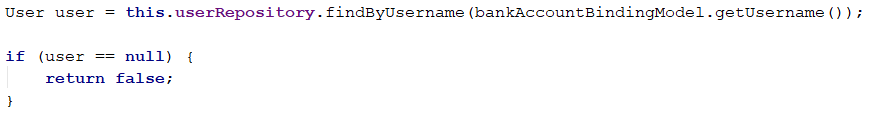 User user = this.userRepository.findByUsername(bankAccountBindingModel.getUsername());
if (user == null) {
    return false;
}